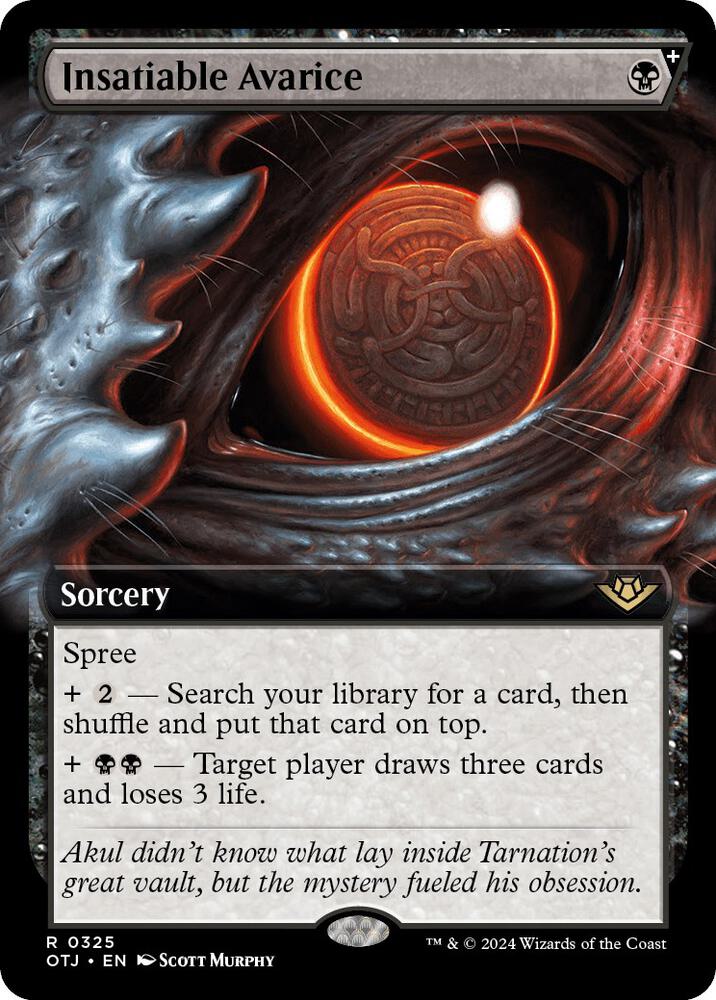 Insatiable Avarice
Sorcery
Spree
+ 2 — Search your library for a card, then
shuffle and put that card on top.
+ — Target player draws three cards
and loses 3 life.
Akul didn't know what lay inside Tarnation's
great vault, but the mystery fueled his obsession.
R 0325
OTJ • EN Scott Murphy
™ & © 2024 Wizards of the Coast